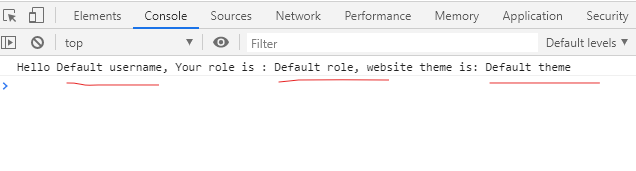 Elements Console Sources Network Performance Memory Application Security
top Filter Default levels
Hello Default username, Your role is : Default role, website theme is: Default theme